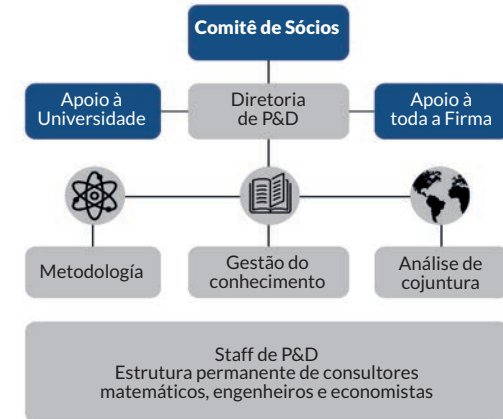 Comitê de Sócios
Apoio à
Universidade
Diretoria
de P&D
Apoio à
toda a Firma
Metodología
Gestão do
conhecimento
Análise de
cojuntura
Staff de P&D
Estrutura permanente de consultores
matemáticos, engenheiros e economistas